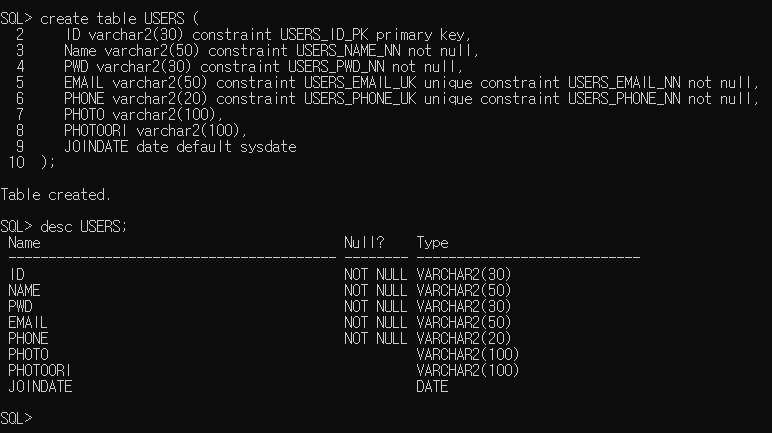 SQL> create table USERS (
  2     ID varchar2(30) constraint USERS_ID_PK primary key,
  3     Name varchar2(50) constraint USERS_NAME_NN not null,
  4     PWD varchar2(30) constraint USERS_PWD_NN not null,
  5     EMAIL varchar2(50) constraint USERS_EMAIL_UK unique constraint USERS_EMAIL_NN not null,
  6     PHONE varchar2(20) constraint USERS_PHONE_UK unique constraint USERS_PHONE_NN not null,
  7     PHOTO varchar2(100),
  8     PHOTOORI varchar2(100),
  9     JOINDATE date default sysdate
 10  );
Table created.
SQL> desc USERS;
 Name                                      Null?    Type
 ----------------------------------------- -------- ----------------------------
 ID                                        NOT NULL VARCHAR2(30)
 NAME                                      NOT NULL VARCHAR2(50)
 PWD                                       NOT NULL VARCHAR2(30)
 EMAIL                                     NOT NULL VARCHAR2(50)
 PHONE                                     NOT NULL VARCHAR2(20)
 PHOTO                                              VARCHAR2(100)
 PHOTOORI                                           VARCHAR2(100)
 JOINDATE                                           DATE
SQL>